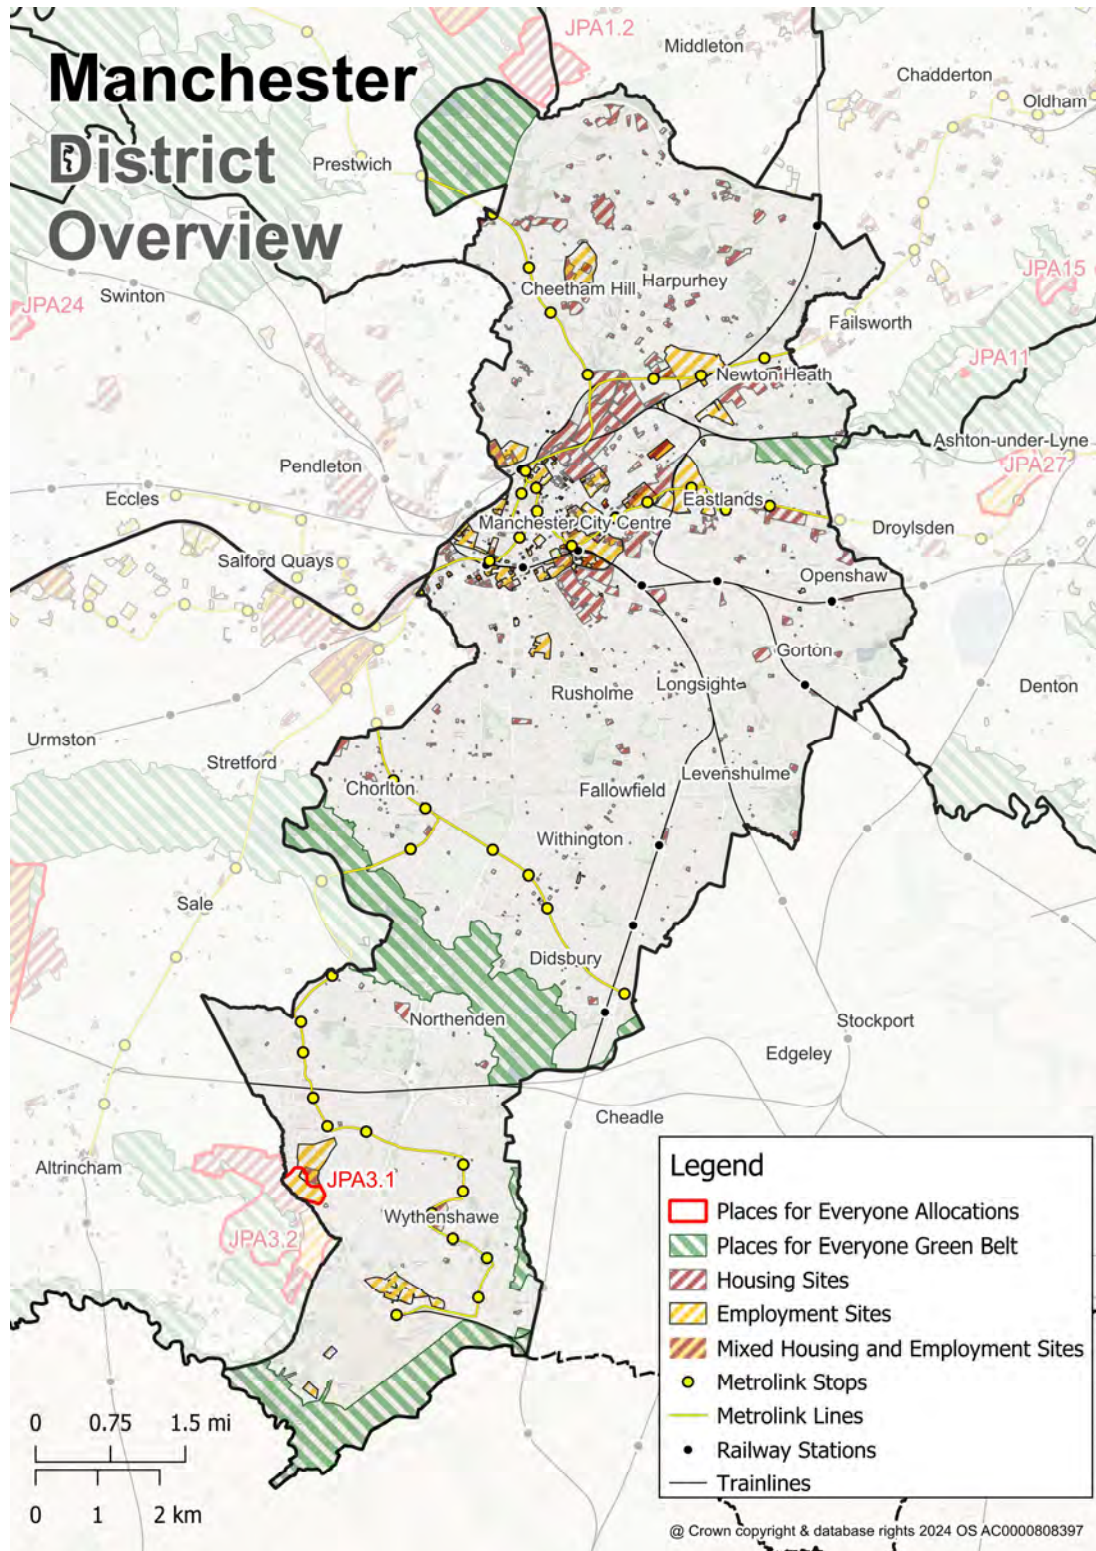 Manchester
District
Overview
JPA1.2
Middleton
Chadderton
Oldham
Prestwich
JPA15
JPA24
Swinton
Cheetham Hill
Harpurhey
Failsworth
JPA11
Newton Heath
Ashton-under-Lyne
JPA27
Pendleton
Eccles
Eastlands
Manchester City Centre
Droylsden
Salford Quays
Openshaw
Gorton
Rusholme
Longsight
Denton
Urmston
Stretford
Levenshulme
Chorlton
Fallowfield
Withington
Sale
Didsbury
Northenden
Stockport
Edgeley
Cheadle
Altrincham
JPA3.1
Wythenshawe
JPA3.2
Legend
Places for Everyone Allocations
Places for Everyone Green Belt
Housing Sites
Employment Sites
Mixed Housing and Employment Sites
Metrolink Stops
Metrolink Lines
Railway Stations
Trainlines
0 0.75 1.5 mi
0 1 2 km
@ Crown copyright & database rights 2024 OS AC0000808397